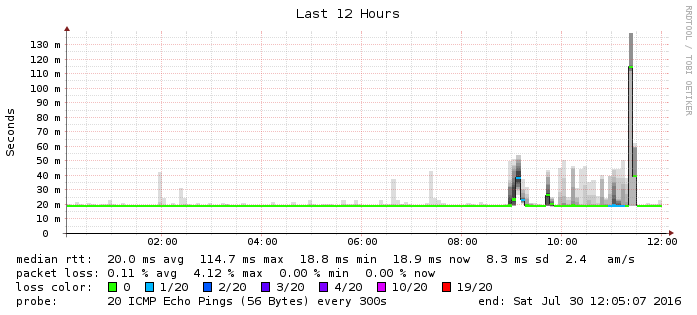 Last 12 Hours
RRDTOOL / TOBI OETIKER
Seconds
130 m
120 m
110 m
100 m
90 m
80 m
70 m
60 m
50 m
40 m
30 m
20 m
10 m
0
02:00 04:00 06:00 08:00 10:00 12:00
median rtt: 20.0 ms avg 114.7 ms max 18.8 ms min 18.9 ms now 8.3 ms sd 2.4 am/s
packet loss: 0.11 % avg 4.12 % max 0.00 % min 0.00 % now
loss color: 0 1/20 2/20 3/20 4/20 10/20 19/20
probe: 20 ICMP Echo Pings (56 Bytes) every 300s end: Sat Jul 30 12:05:07 2016